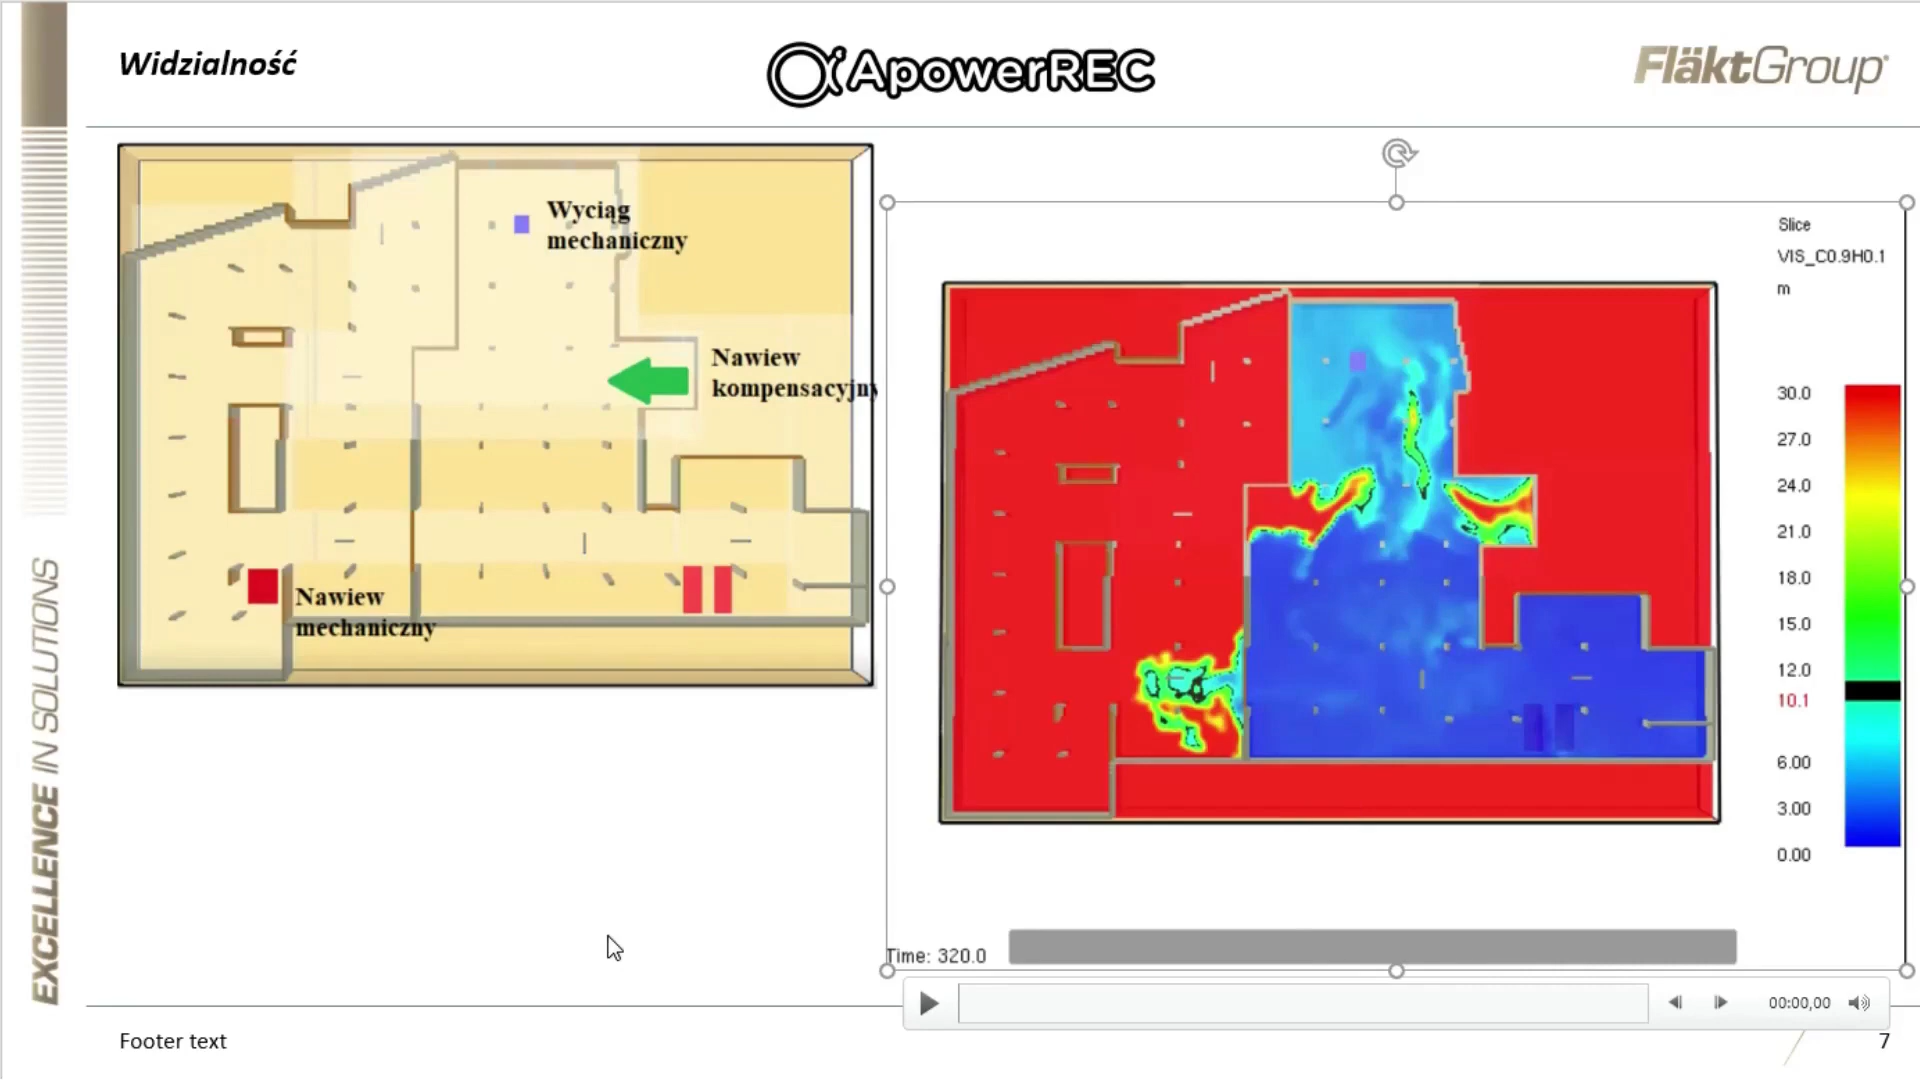 Widzialność
ApowerREC
FläktGroup
EXCELLENCE IN SOLUTIONS
Wyciąg
mechaniczny
Nawiew
kompensacyjny
Nawiew
mechaniczny
Slice
VIS_C0.9H0.1
m
30.0
27.0
24.0
21.0
18.0
15.0
12.0
10.1
6.00
3.00
0.00
Time: 320.0
00:00,00
Footer text
7